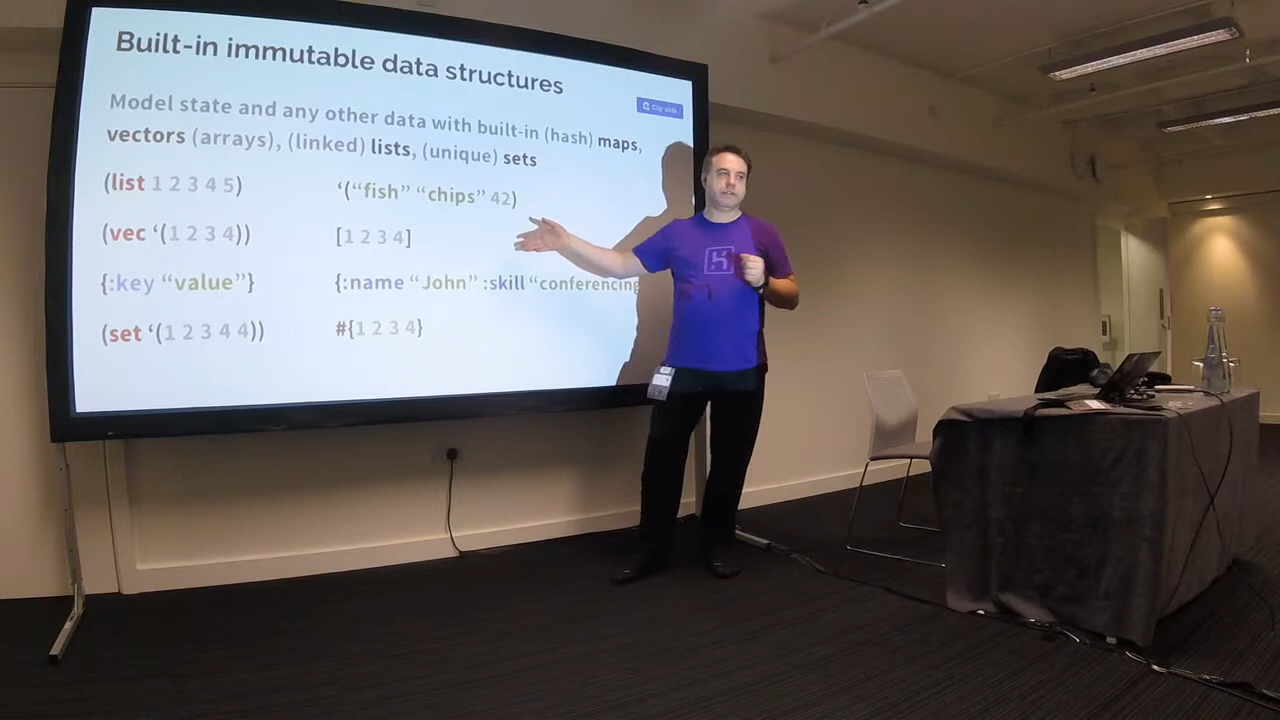 Built-in immutable data structures
Clip slide
Model state and any other data with built-in (hash) maps,
vectors (arrays), (linked) lists, (unique) sets
(list 1 2 3 4 5) ‘(“fish” “chips” 42)
(vec ‘(1 2 3 4)) [1 2 3 4]
{:key “value”} {:name “John” :skill “conferencing
(set ‘(1 2 3 4 4)) #{1 2 3 4}